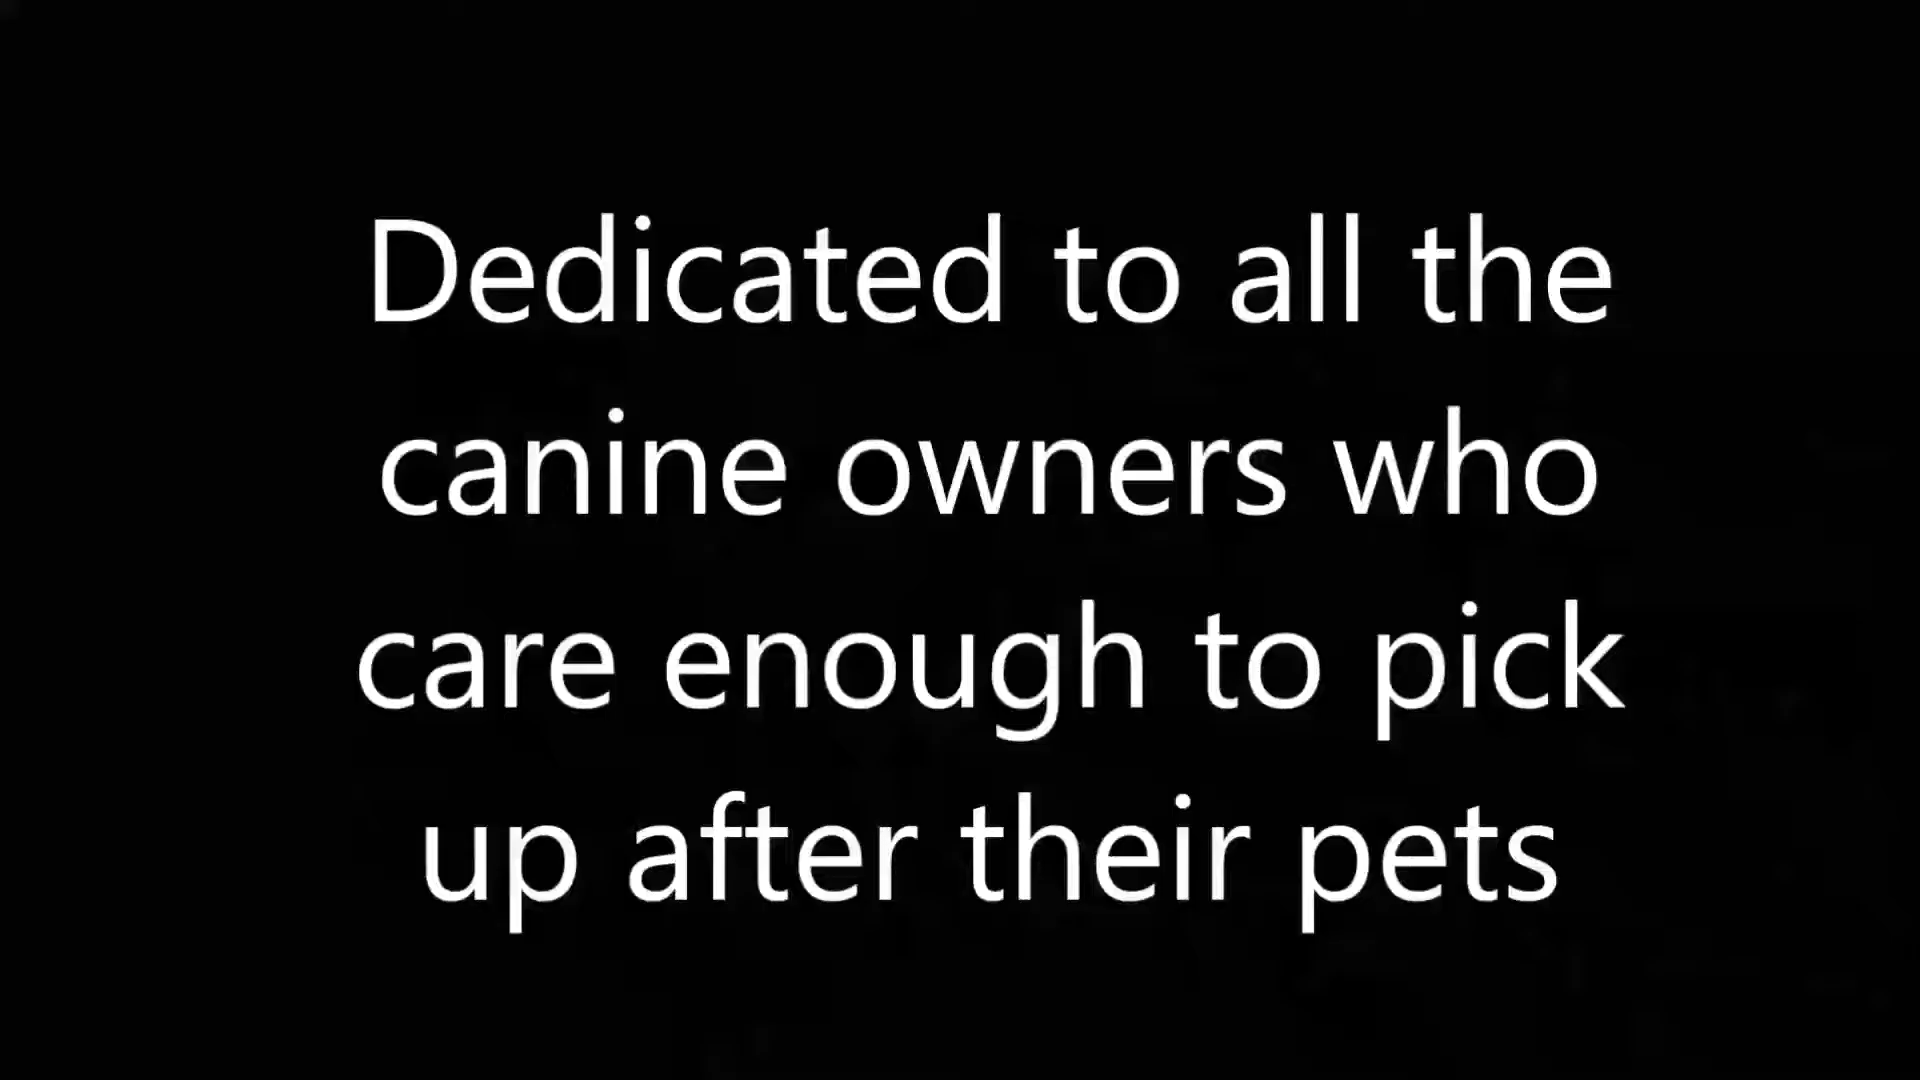 Dedicated to all the
canine owners who
care enough to pick
up after their pets